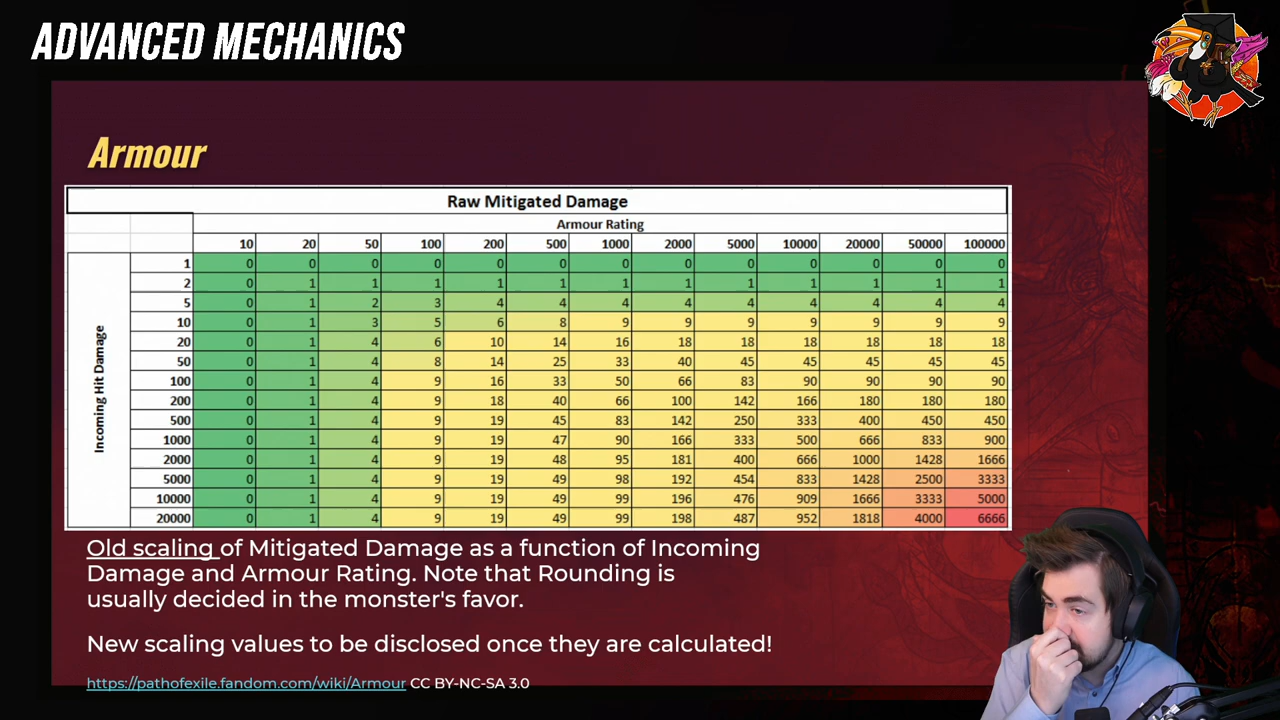 ADVANCED MECHANICS
Armour
Raw Mitigated Damage
Armour Rating
10 20 50 100 200 500 1000 2000 5000 10000 20000 50000 100000
Incoming Hit Damage
1 0 0 0 0 0 0 0 0 0 0 0 0 0
2 0 1 1 1 1 1 1 1 1 1 1 1 1
5 0 1 2 3 4 4 4 4 4 4 4 4 4
10 0 1 3 5 6 8 9 9 9 9 9 9 9
20 0 1 4 6 10 14 16 18 18 18 18 18 18
50 0 1 4 8 14 25 33 40 45 45 45 45 45
100 0 1 4 9 16 33 50 66 83 90 90 90 90
200 0 1 4 9 18 40 66 100 142 166 180 180 180
500 0 1 4 9 19 45 83 142 250 333 400 450 450
1000 0 1 4 9 19 47 90 166 333 500 666 833 900
2000 0 1 4 9 19 48 95 181 400 666 1000 1428 1666
5000 0 1 4 9 19 49 98 192 454 833 1428 2500 3333
10000 0 1 4 9 19 49 99 196 476 909 1666 3333 5000
20000 0 1 4 9 19 49 99 198 487 952 1818 4000 6666
Old scaling of Mitigated Damage as a function of Incoming
Damage and Armour Rating. Note that Rounding is
usually decided in the monster's favor.
New scaling values to be disclosed once they are calculated!
https://pathofexile.fandom.com/wiki/Armour CC BY-NC-SA 3.0